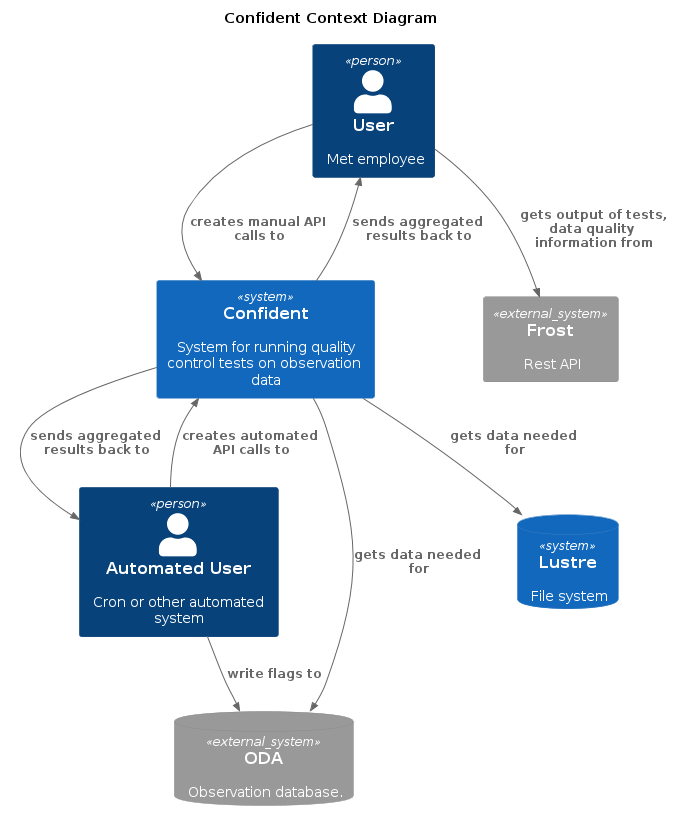 Confident Context Diagram
«person»
User
Met employee
creates manual API
calls to
sends aggregated
results back to
gets output of tests,
data quality
information from
«system»
Confident
System for running quality
control tests on observation
data
«external_system»
Frost
Rest API
sends aggregated
results back to
creates automated
API calls to
gets data needed
for
«person»
Automated User
Cron or other automated
system
gets data needed
for
«system»
Lustre
File system
write flags to
«external_system»
ODA
Observation database.